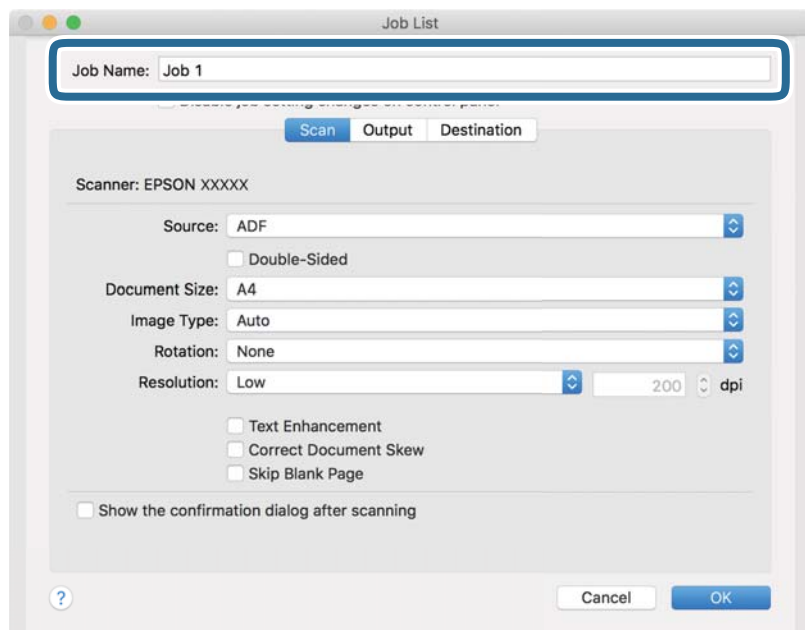 Job List
Job Name: Job 1
Scan Output Destination
Scanner: EPSON XXXXX
Source: ADF
Double-Sided
Document Size: A4
Image Type: Auto
Rotation: None
Resolution: Low 200 dpi
Text Enhancement
Correct Document Skew
Skip Blank Page
Show the confirmation dialog after scanning
? Cancel OK